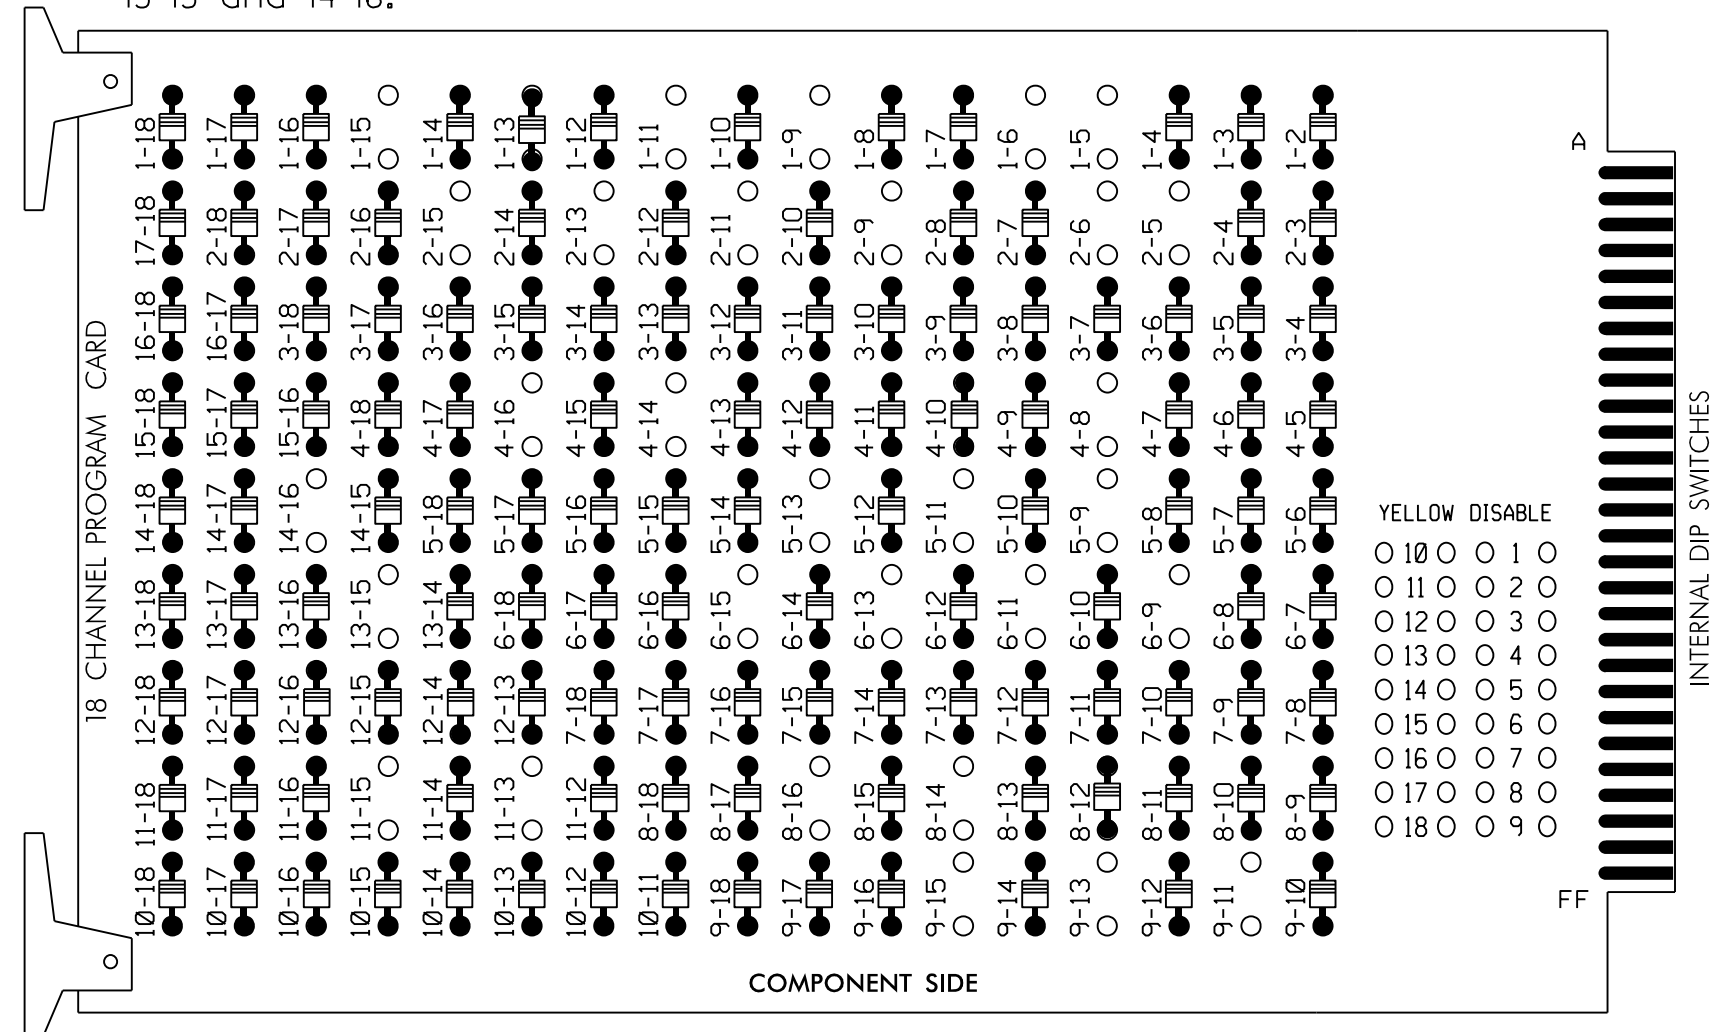 13-15 and 14-16.
1-18 1-17 1-16 1-15 1-14 1-13 1-12 1-11 1-10 1-9 1-8 1-7 1-6 1-5 1-4 1-3 1-2
A
17-18 2-18 2-17 2-16 2-15 2-14 2-13 2-12 2-11 2-10 2-9 2-8 2-7 2-6 2-5 2-4 2-3
16-18 16-17 3-18 3-17 3-16 3-15 3-14 3-13 3-12 3-11 3-10 3-9 3-8 3-7 3-6 3-5 3-4
15-18 15-17 15-16 4-18 4-17 4-16 4-15 4-14 4-13 4-12 4-11 4-10 4-9 4-8 4-7 4-6 4-5
14-18 14-17 14-16 14-15 5-18 5-17 5-16 5-15 5-14 5-13 5-12 5-11 5-10 5-9 5-8 5-7 5-6
13-18 13-17 13-16 13-15 13-14 6-18 6-17 6-16 6-15 6-14 6-13 6-12 6-11 6-10 6-9 6-8 6-7
12-18 12-17 12-16 12-15 12-14 12-13 7-18 7-17 7-16 7-15 7-14 7-13 7-12 7-11 7-10 7-9 7-8
11-18 11-17 11-16 11-15 11-14 11-13 11-12 8-18 8-17 8-16 8-15 8-14 8-13 8-12 8-11 8-10 8-9
10-18 10-17 10-16 10-15 10-14 10-13 10-12 10-11 9-18 9-17 9-16 9-15 9-14 9-13 9-12 9-11 9-10
18 CHANNEL PROGRAM CARD
YELLOW DISABLE
10 1
11 2
12 3
13 4
14 5
15 6
16 7
17 8
18 9
FF
INTERNAL DIP SWITCHES
COMPONENT SIDE